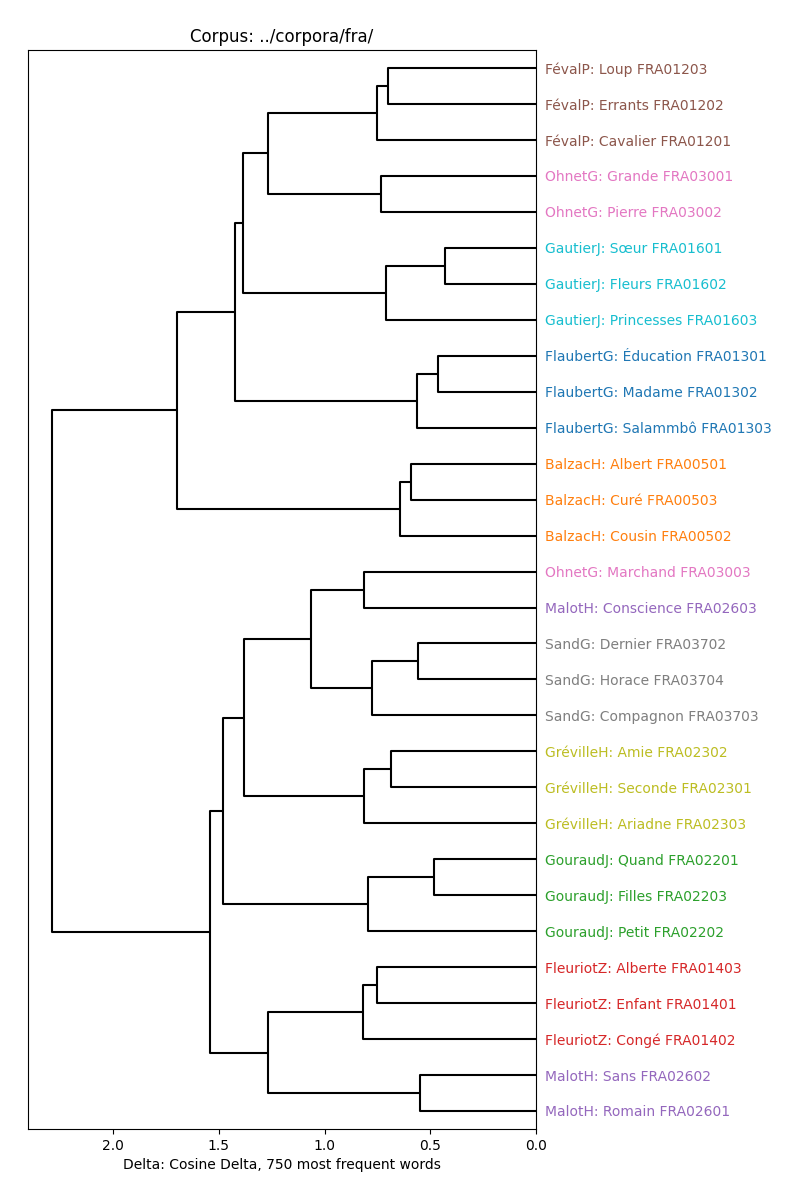 Corpus: ../corpora/fra/
FévalP: Loup FRA01203
FévalP: Errants FRA01202
FévalP: Cavalier FRA01201
OhnetG: Grande FRA03001
OhnetG: Pierre FRA03002
GautierJ: Sœur FRA01601
GautierJ: Fleurs FRA01602
GautierJ: Princesses FRA01603
FlaubertG: Éducation FRA01301
FlaubertG: Madame FRA01302
FlaubertG: Salammbô FRA01303
BalzacH: Albert FRA00501
BalzacH: Curé FRA00503
BalzacH: Cousin FRA00502
OhnetG: Marchand FRA03003
MalotH: Conscience FRA02603
SandG: Dernier FRA03702
SandG: Horace FRA03704
SandG: Compagnon FRA03703
GrévilleH: Amie FRA02302
GrévilleH: Seconde FRA02301
GrévilleH: Ariadne FRA02303
GouraudJ: Quand FRA02201
GouraudJ: Filles FRA02203
GouraudJ: Petit FRA02202
FleuriotZ: Alberte FRA01403
FleuriotZ: Enfant FRA01401
FleuriotZ: Congé FRA01402
MalotH: Sans FRA02602
MalotH: Romain FRA02601
2.0 1.5 1.0 0.5 0.0
Delta: Cosine Delta, 750 most frequent words